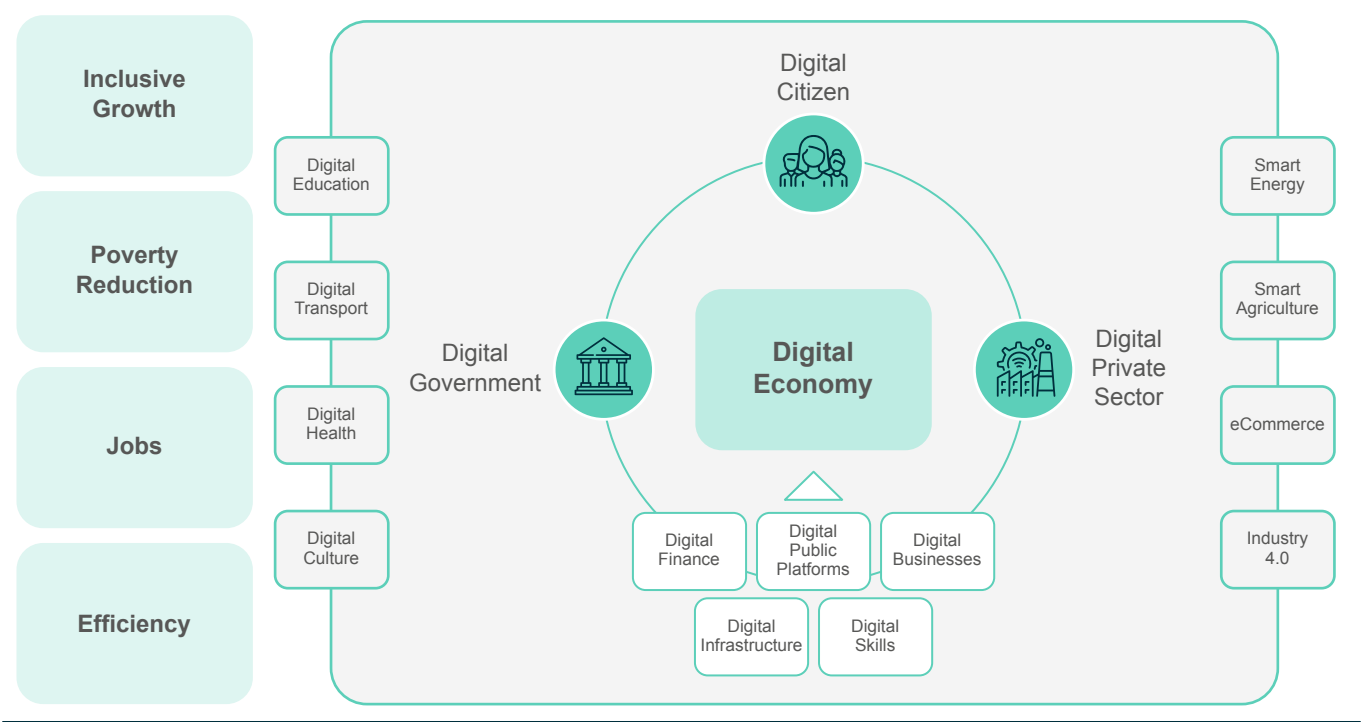 Inclusive
Growth
Poverty
Reduction
Jobs
Efficiency
Digital
Education
Digital
Transport
Digital
Health
Digital
Culture
Digital
Citizen
Digital
Government
Digital
Economy
Digital
Private
Sector
Digital
Finance
Digital
Public
Platforms
Digital
Businesses
Digital
Infrastructure
Digital
Skills
Smart
Energy
Smart
Agriculture
eCommerce
Industry
4.0